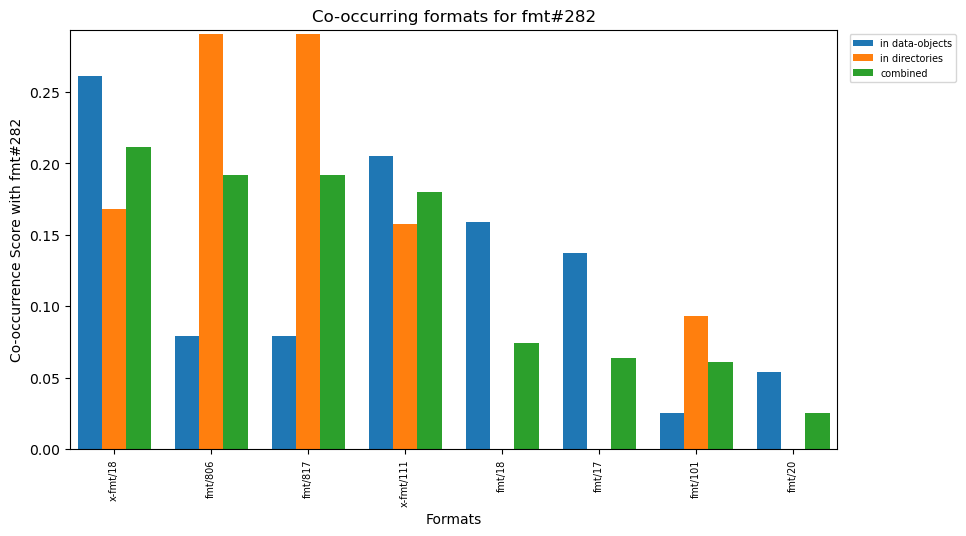 Co-occurring formats for fmt#282
in data-objects
in directories
combined
Co-occurrence Score with fmt#282
0.25
0.20
0.15
0.10
0.05
0.00
x-fmt/18
fmt/806
fmt/817
x-fmt/111
fmt/18
fmt/17
fmt/101
fmt/20
Formats